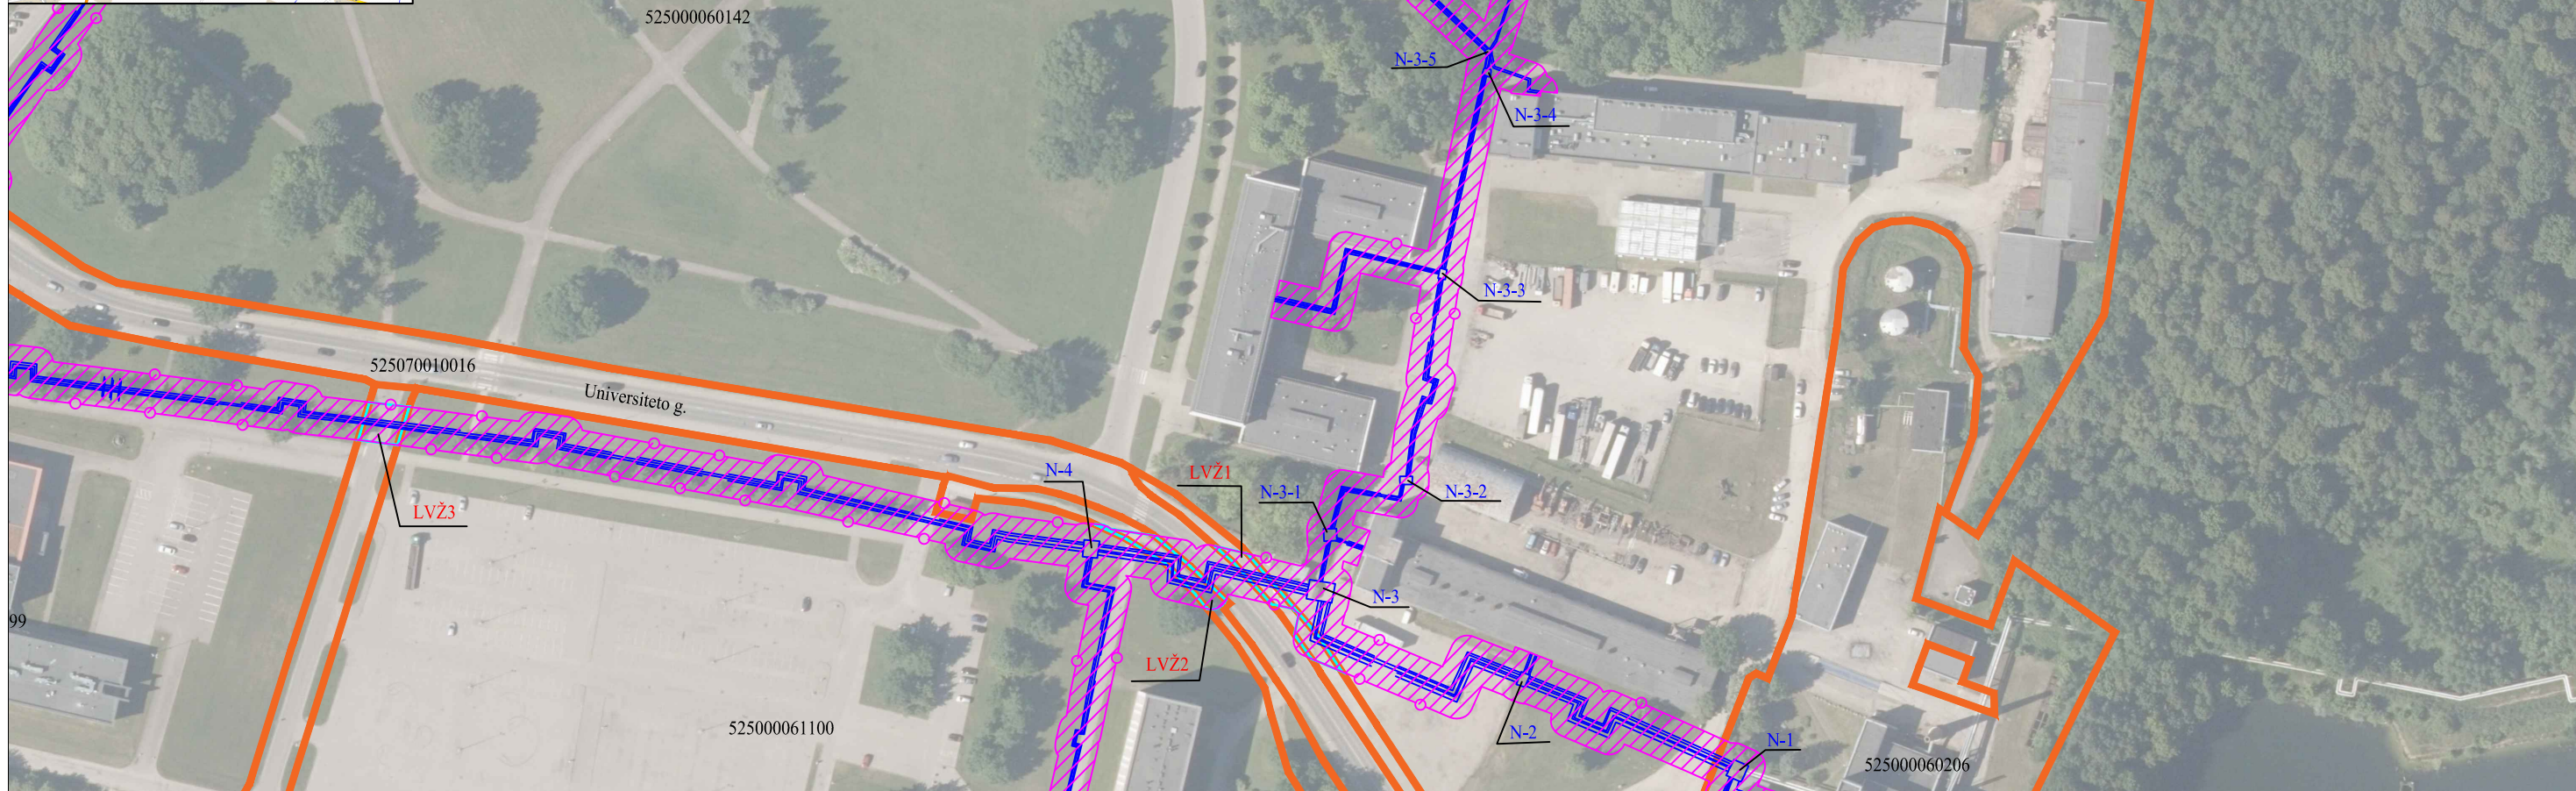 525000060142
N-3-5
N-3-4
N-3-3
525070010016
Universiteto g.
N-4
LVŽ1
N-3-1
N-3-2
LVŽ3
N-3
99
LVŽ2
525000061100
N-2
N-1
525000060206